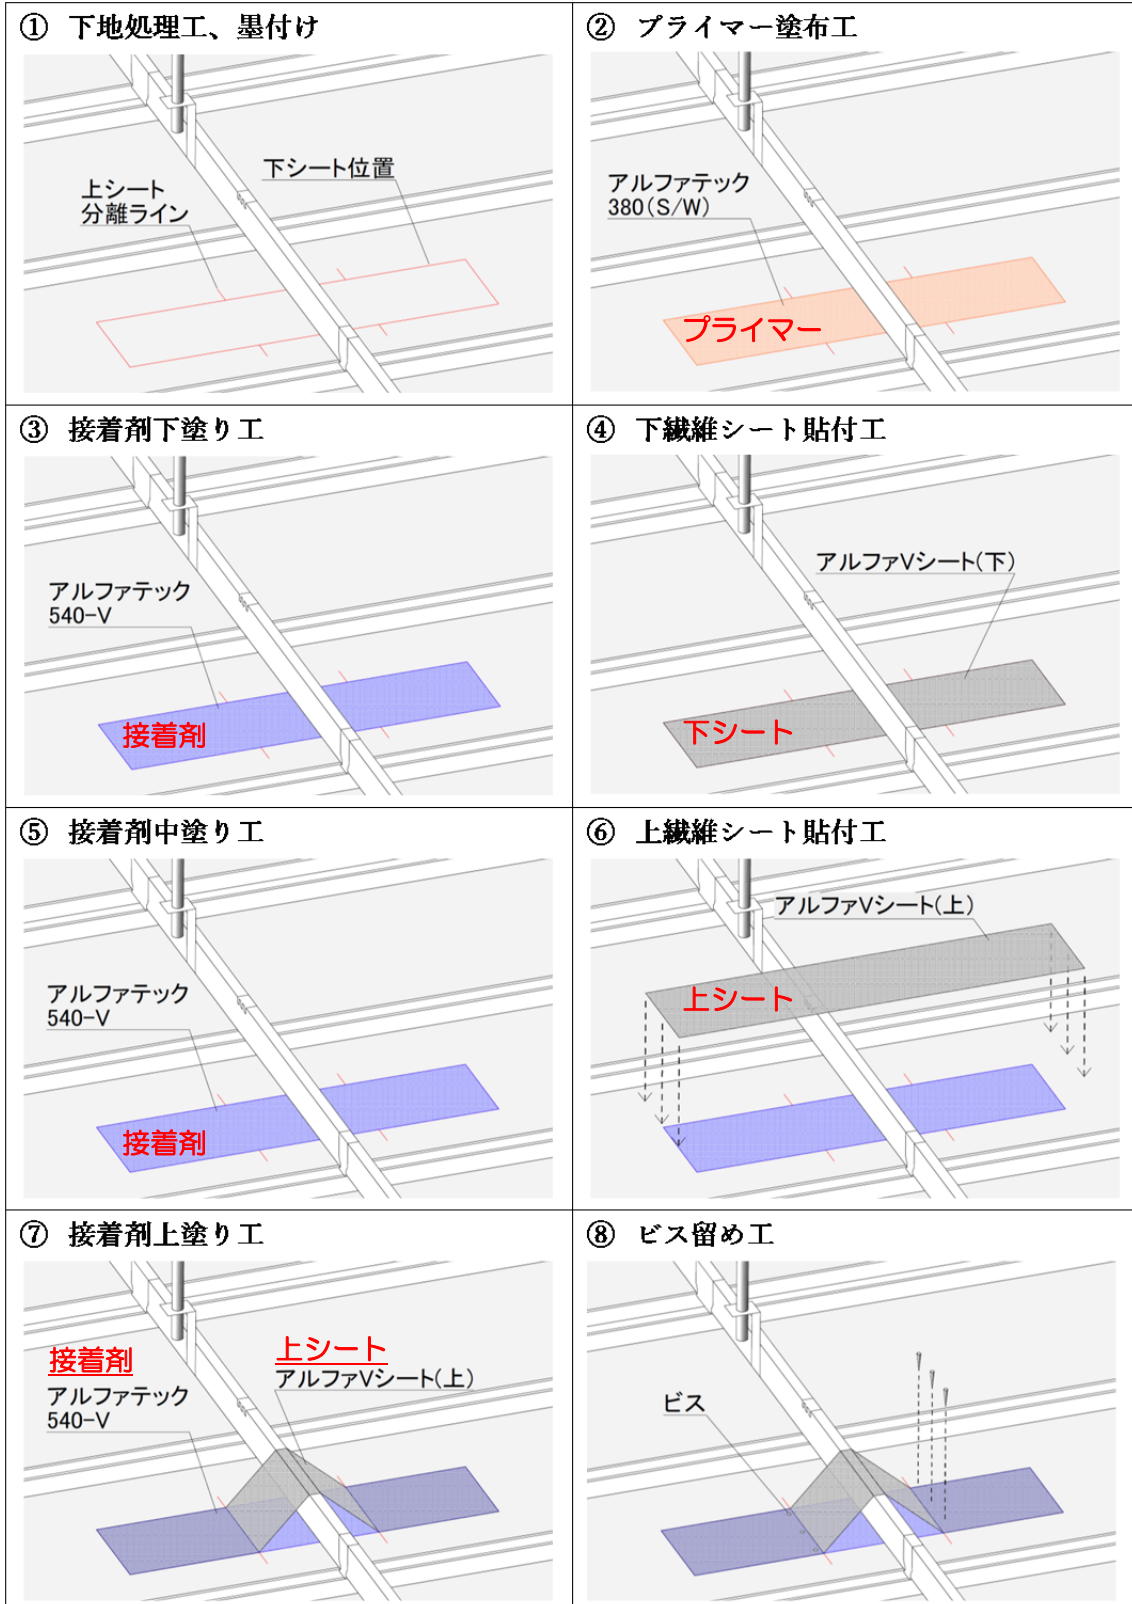 ① 下地処理工、墨付け
上シート
分離ライン
下シート位置
② プライマー塗布工
アルファテック
380(S/W)
プライマー
③ 接着剤下塗り工
アルファテック
540-V
接着剤
④ 下繊維シート貼付工
アルファVシート(下)
下シート
⑤ 接着剤中塗り工
アルファテック
540-V
接着剤
⑥ 上繊維シート貼付工
アルファVシート(上)
上シート
⑦ 接着剤上塗り工
接着剤
アルファテック
540-V
上シート
アルファVシート(上)
⑧ ビス留め工
ビス